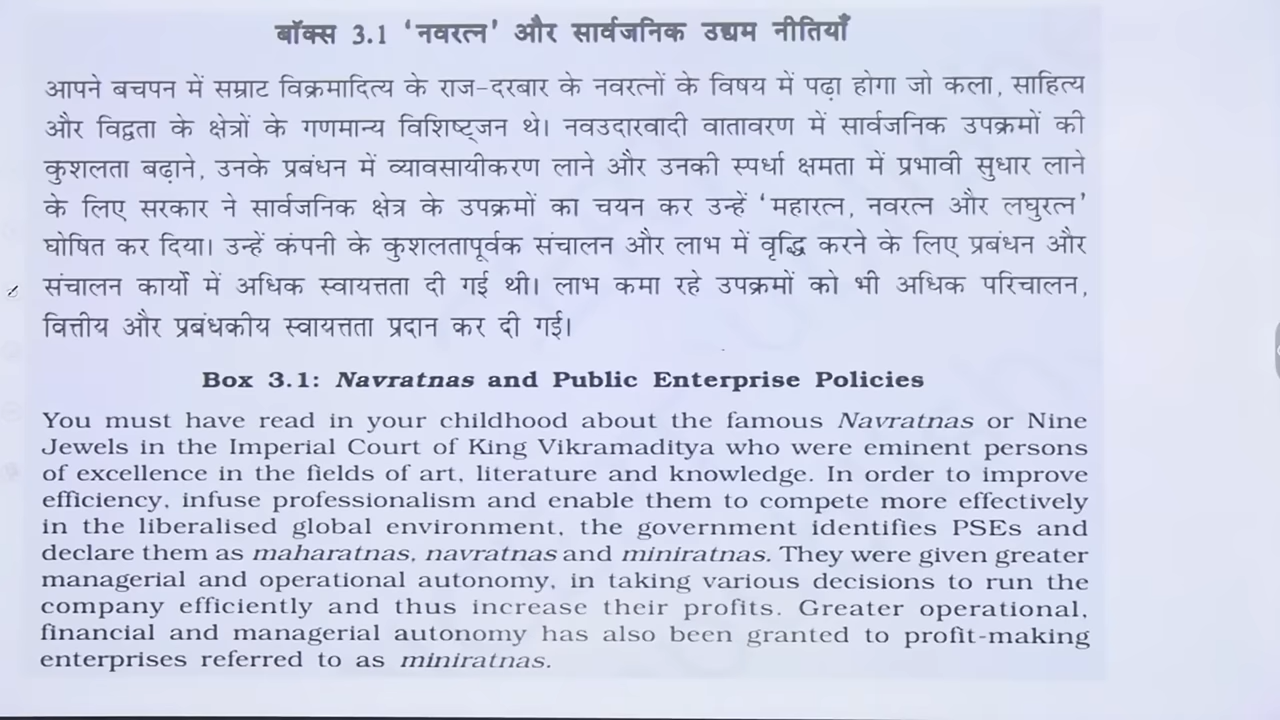 बॉक्स 3.1 ‘नवरत्न’ और सार्वजनिक उद्यम नीतियाँ
आपने बचपन में सम्राट विक्रमादित्य के राज-दरबार के नवरत्नों के विषय में पढ़ा होगा जो कला, साहित्य
और विद्वता के क्षेत्रों के गणमान्य विशिष्ट्जन थे। नवउदारवादी वातावरण में सार्वजनिक उपक्रमों की
कुशलता बढ़ाने, उनके प्रबंधन में व्यावसायीकरण लाने और उनकी स्पर्धा क्षमता में प्रभावी सुधार लाने
के लिए सरकार ने सार्वजनिक क्षेत्र के उपक्रमों का चयन कर उन्हें ‘महारत्न, नवरत्न और लघुरत्न’
घोषित कर दिया। उन्हें कंपनी के कुशलतापूर्वक संचालन और लाभ में वृद्धि करने के लिए प्रबंधन और
संचालन कार्यों में अधिक स्वायत्तता दी गई थी। लाभ कमा रहे उपक्रमों को भी अधिक परिचालन,
वित्तीय और प्रबंधकीय स्वायत्तता प्रदान कर दी गई।
Box 3.1: Navratnas and Public Enterprise Policies
You must have read in your childhood about the famous Navratnas or Nine
Jewels in the Imperial Court of King Vikramaditya who were eminent persons
of excellence in the fields of art, literature and knowledge. In order to improve
efficiency, infuse professionalism and enable them to compete more effectively
in the liberalised global environment, the government identifies PSEs and
declare them as maharatnas, navratnas and miniratnas. They were given greater
managerial and operational autonomy, in taking various decisions to run the
company efficiently and thus increase their profits. Greater operational,
financial and managerial autonomy has also been granted to profit-making
enterprises referred to as miniratnas.